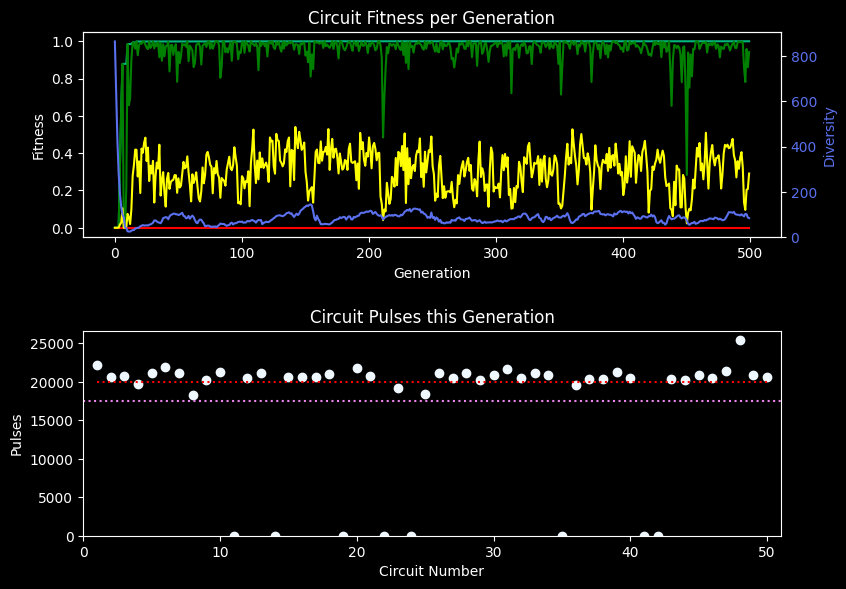 Circuit Fitness per Generation
1.0
0.8
0.6
0.4
0.2
0.0
Fitness
800
600
400
200
0
Diversity
0 100 200 300 400 500
Generation
Circuit Pulses this Generation
25000
20000
15000
10000
5000
0
Pulses
0 10 20 30 40 50
Circuit Number